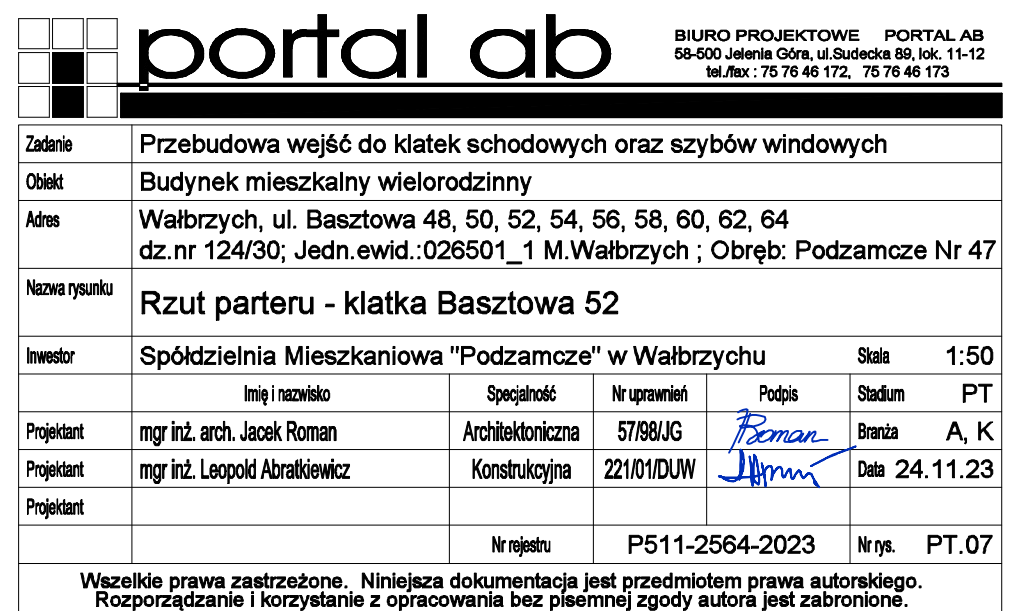 portal ab
BIURO PROJEKTOWE PORTAL AB
58-500 Jelenia Góra, ul.Sudecka 89, lok. 11-12
tel./fax : 75 76 46 172, 75 76 46 173
Zadanie Przebudowa wejść do klatek schodowych oraz szybów windowych
Obiekt Budynek mieszkalny wielorodzinny
Adres Wałbrzych, ul. Basztowa 48, 50, 52, 54, 56, 58, 60, 62, 64
dz.nr 124/30; Jedn.ewid.:026501_1 M.Wałbrzych ; Obręb: Podzamcze Nr 47
Nazwa rysunku Rzut parteru - klatka Basztowa 52
Inwestor Spółdzielnia Mieszkaniowa "Podzamcze" w Wałbrzychu Skala 1:50
Imię i nazwisko Specjalność Nr uprawnień Podpis Stadium PT
Projektant mgr inż. arch. Jacek Roman Architektoniczna 57/98/JG Roman Branża A, K
Projektant mgr inż. Leopold Abratkiewicz Konstrukcyjna 221/01/DUW Data 24.11.23
Projektant
Nr rejestru P511-2564-2023 Nr rys. PT.07
Wszelkie prawa zastrzeżone. Niniejsza dokumentacja jest przedmiotem prawa autorskiego.
Rozporządzanie i korzystanie z opracowania bez pisemnej zgody autora jest zabronione.